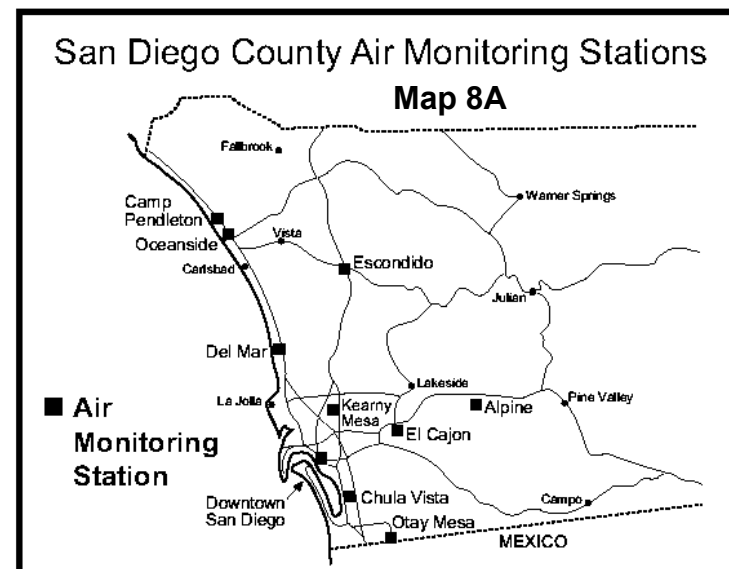 San Diego County Air Monitoring Stations
Map 8A
Fallbrook
Warner Springs
Camp
Pendleton
Oceanside
Vista
Carlsbad
Escondido
Julian
Del Mar
Lakeside
La Jolla
Kearny
Mesa
Alpine
Pine Valley
El Cajon
Air
Monitoring
Station
Downtown
San Diego
Chula Vista
Campo
Otay Mesa
MEXICO